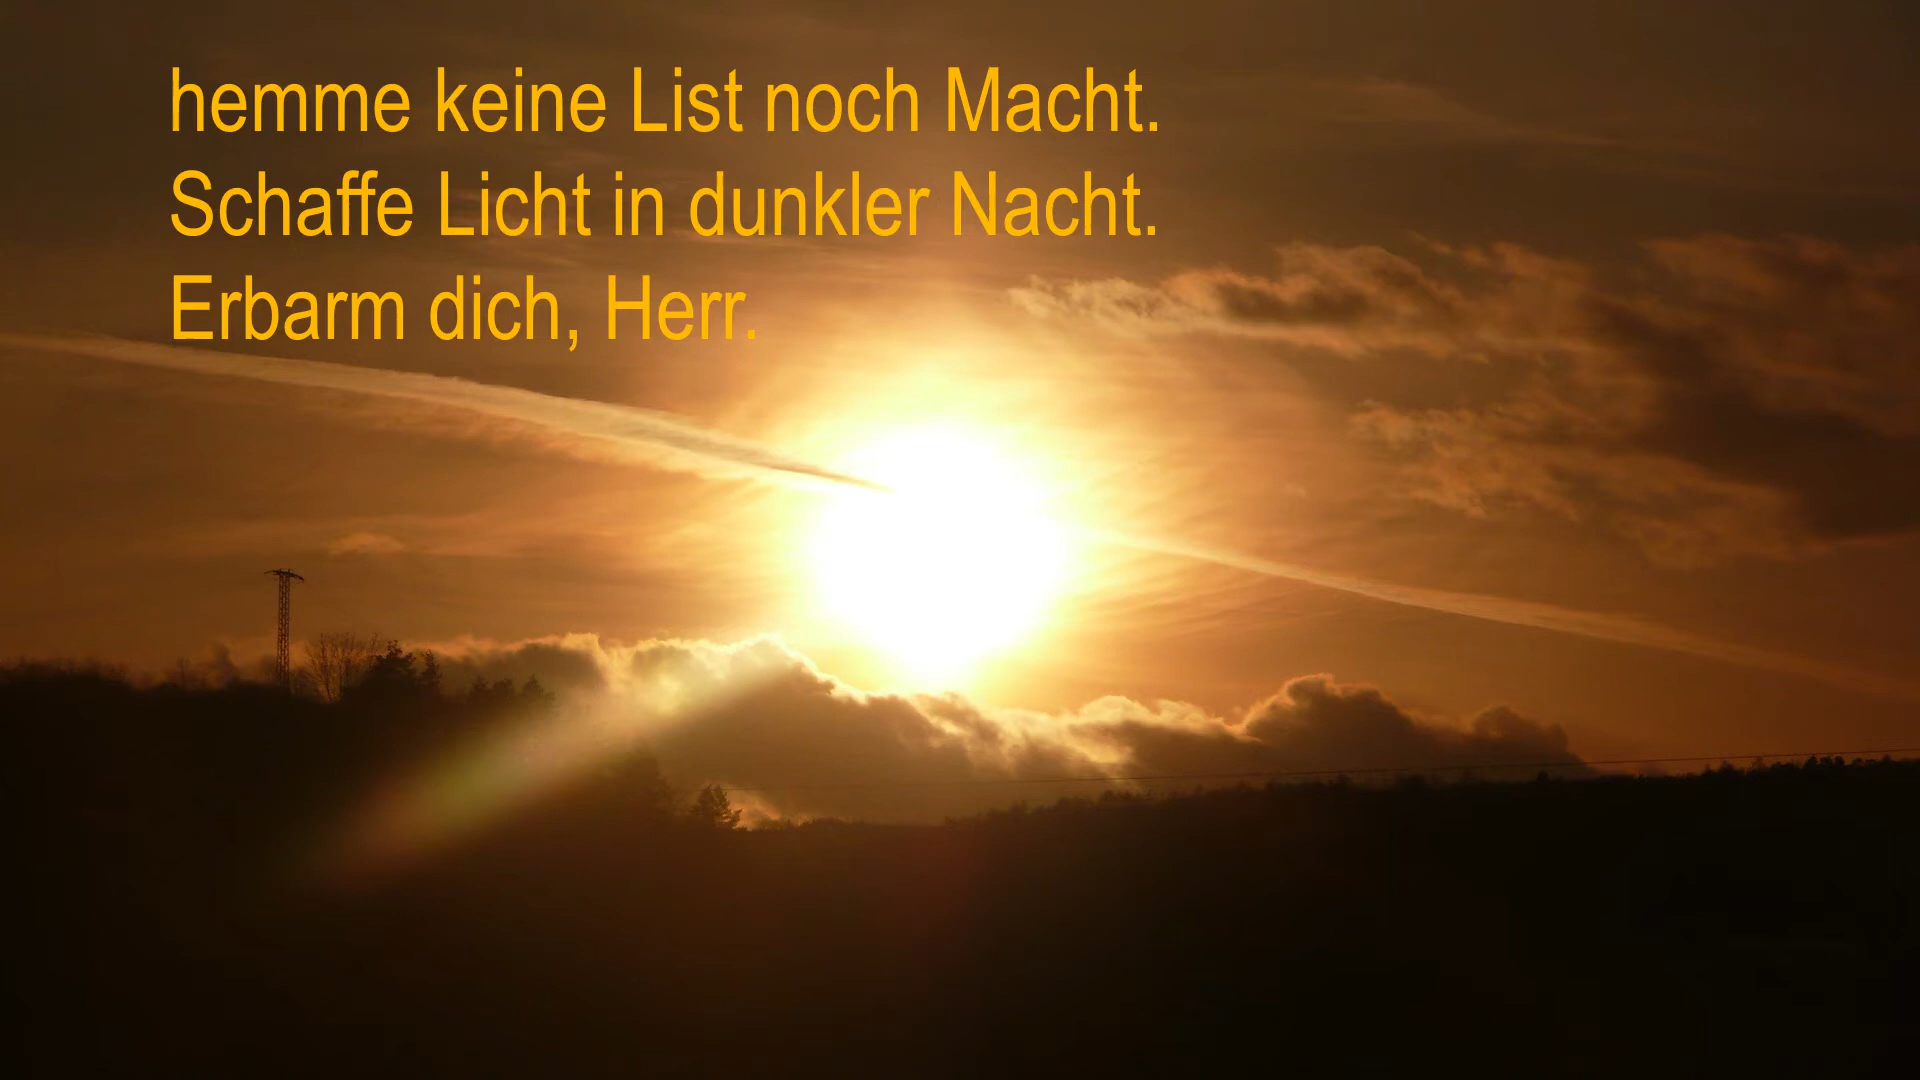 hemme keine List noch Macht.
Schaffe Licht in dunkler Nacht.
Erbarm dich, Herr.